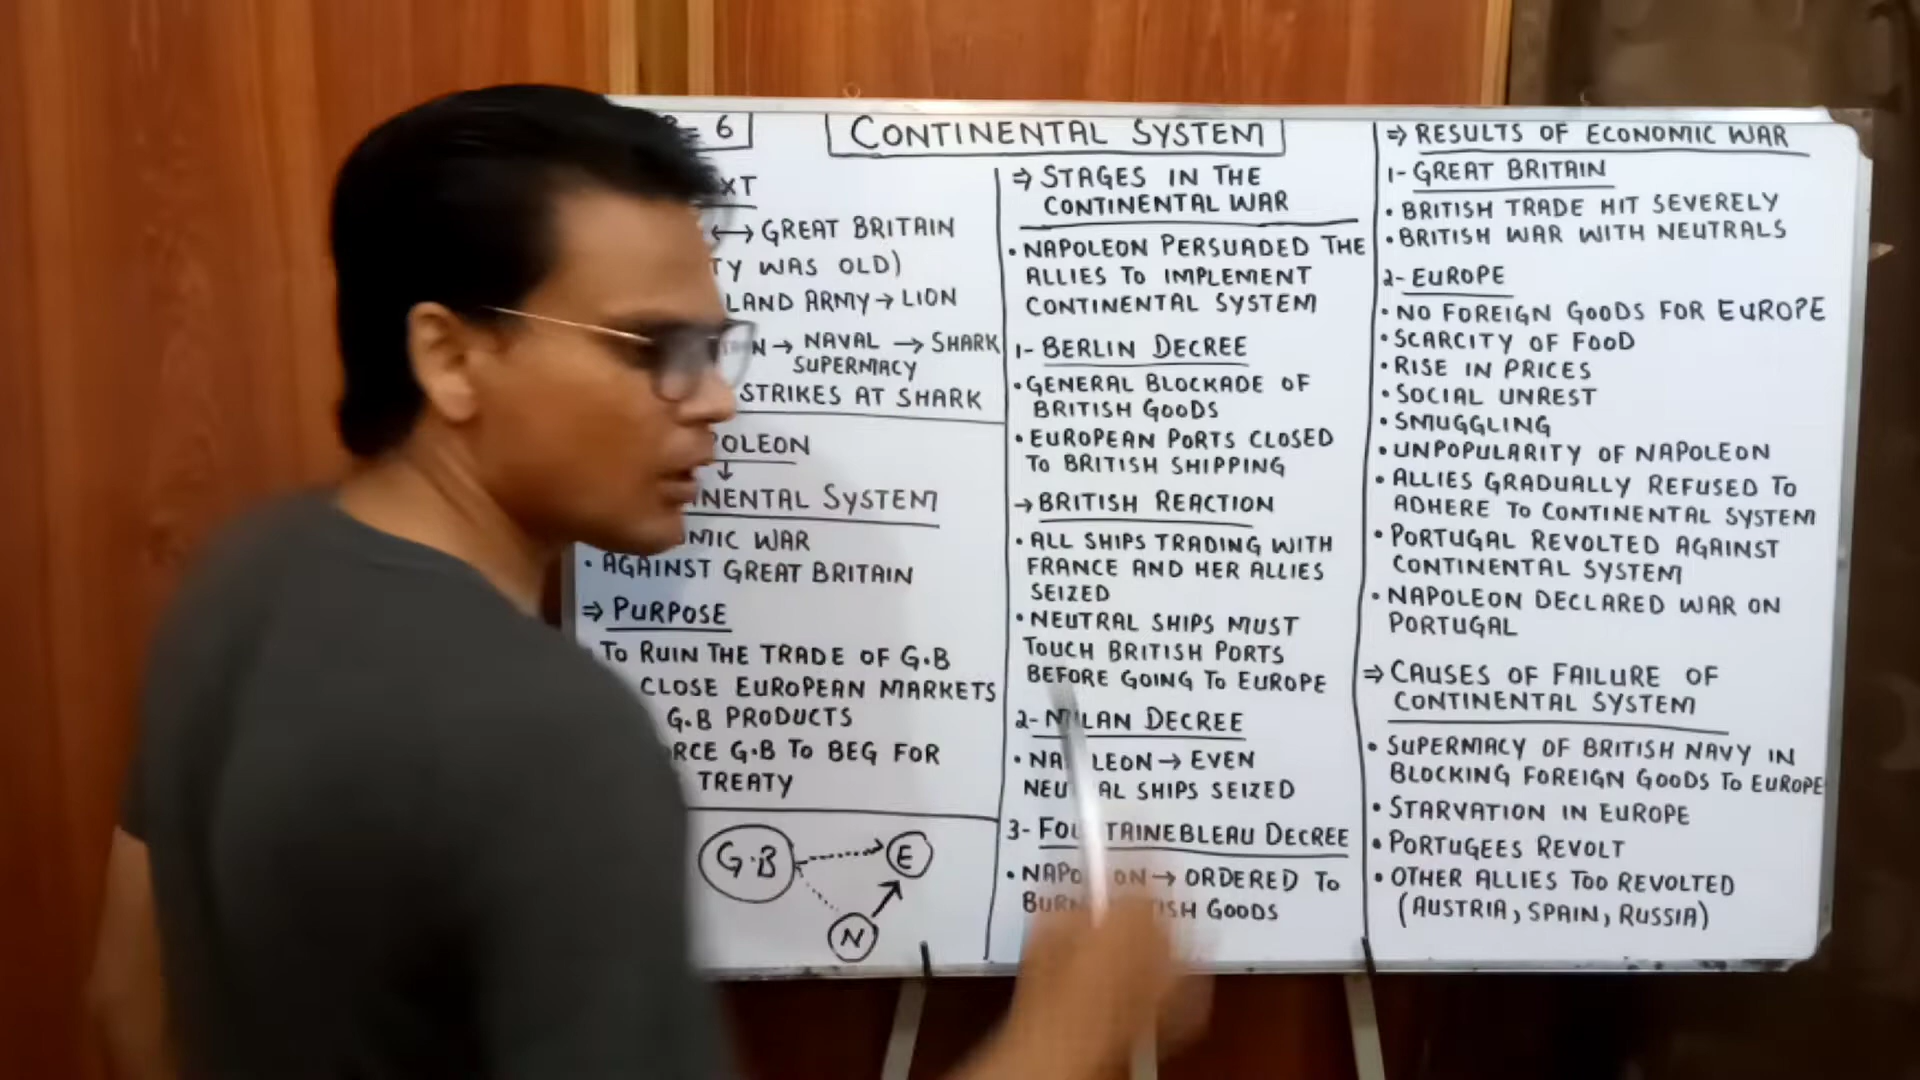 = 6
CONTINENTAL SYSTEM
XT
↔ GREAT BRITAIN
TY WAS OLD)
LAND ARMY → LION
→ NAVAL → SHARK
SUPERMACY
STRIKES AT SHARK
POLEON
↓
NENTAL SYSTEM
MIC WAR
• AGAINST GREAT BRITAIN
⇒ PURPOSE
TO RUIN THE TRADE OF G.B
CLOSE EUROPEAN MARKETS
G.B PRODUCTS
RCE G.B TO BEG FOR
TREATY
G.B E
N
⇒ STAGES IN THE
CONTINENTAL WAR
• NAPOLEON PERSUADED THE
ALLIES TO IMPLEMENT
CONTINENTAL SYSTEM
1- BERLIN DECREE
• GENERAL BLOCKADE OF
BRITISH GOODS
• EUROPEAN PORTS CLOSED
TO BRITISH SHIPPING
→ BRITISH REACTION
• ALL SHIPS TRADING WITH
FRANCE AND HER ALLIES
SEIZED
• NEUTRAL SHIPS MUST
TOUCH BRITISH PORTS
BEFORE GOING TO EUROPE
2- MILAN DECREE
• NAPOLEON → EVEN
NEUTRAL SHIPS SEIZED
3- FOUNTAINEBLEAU DECREE
• NAPOLEON → ORDERED TO
BURN BRITISH GOODS
⇒ RESULTS OF ECONOMIC WAR
1- GREAT BRITAIN
• BRITISH TRADE HIT SEVERELY
• BRITISH WAR WITH NEUTRALS
2- EUROPE
• NO FOREIGN GOODS FOR EUROPE
• SCARCITY OF FOOD
• RISE IN PRICES
• SOCIAL UNREST
• SMUGGLING
• UNPOPULARITY OF NAPOLEON
• ALLIES GRADUALLY REFUSED TO
ADHERE TO CONTINENTAL SYSTEM
• PORTUGAL REVOLTED AGAINST
CONTINENTAL SYSTEM
• NAPOLEON DECLARED WAR ON
PORTUGAL
⇒ CAUSES OF FAILURE OF
CONTINENTAL SYSTEM
• SUPERMACY OF BRITISH NAVY IN
BLOCKING FOREIGN GOODS TO EUROPE
• STARVATION IN EUROPE
• PORTUGEES REVOLT
• OTHER ALLIES TOO REVOLTED
(AUSTRIA, SPAIN, RUSSIA)